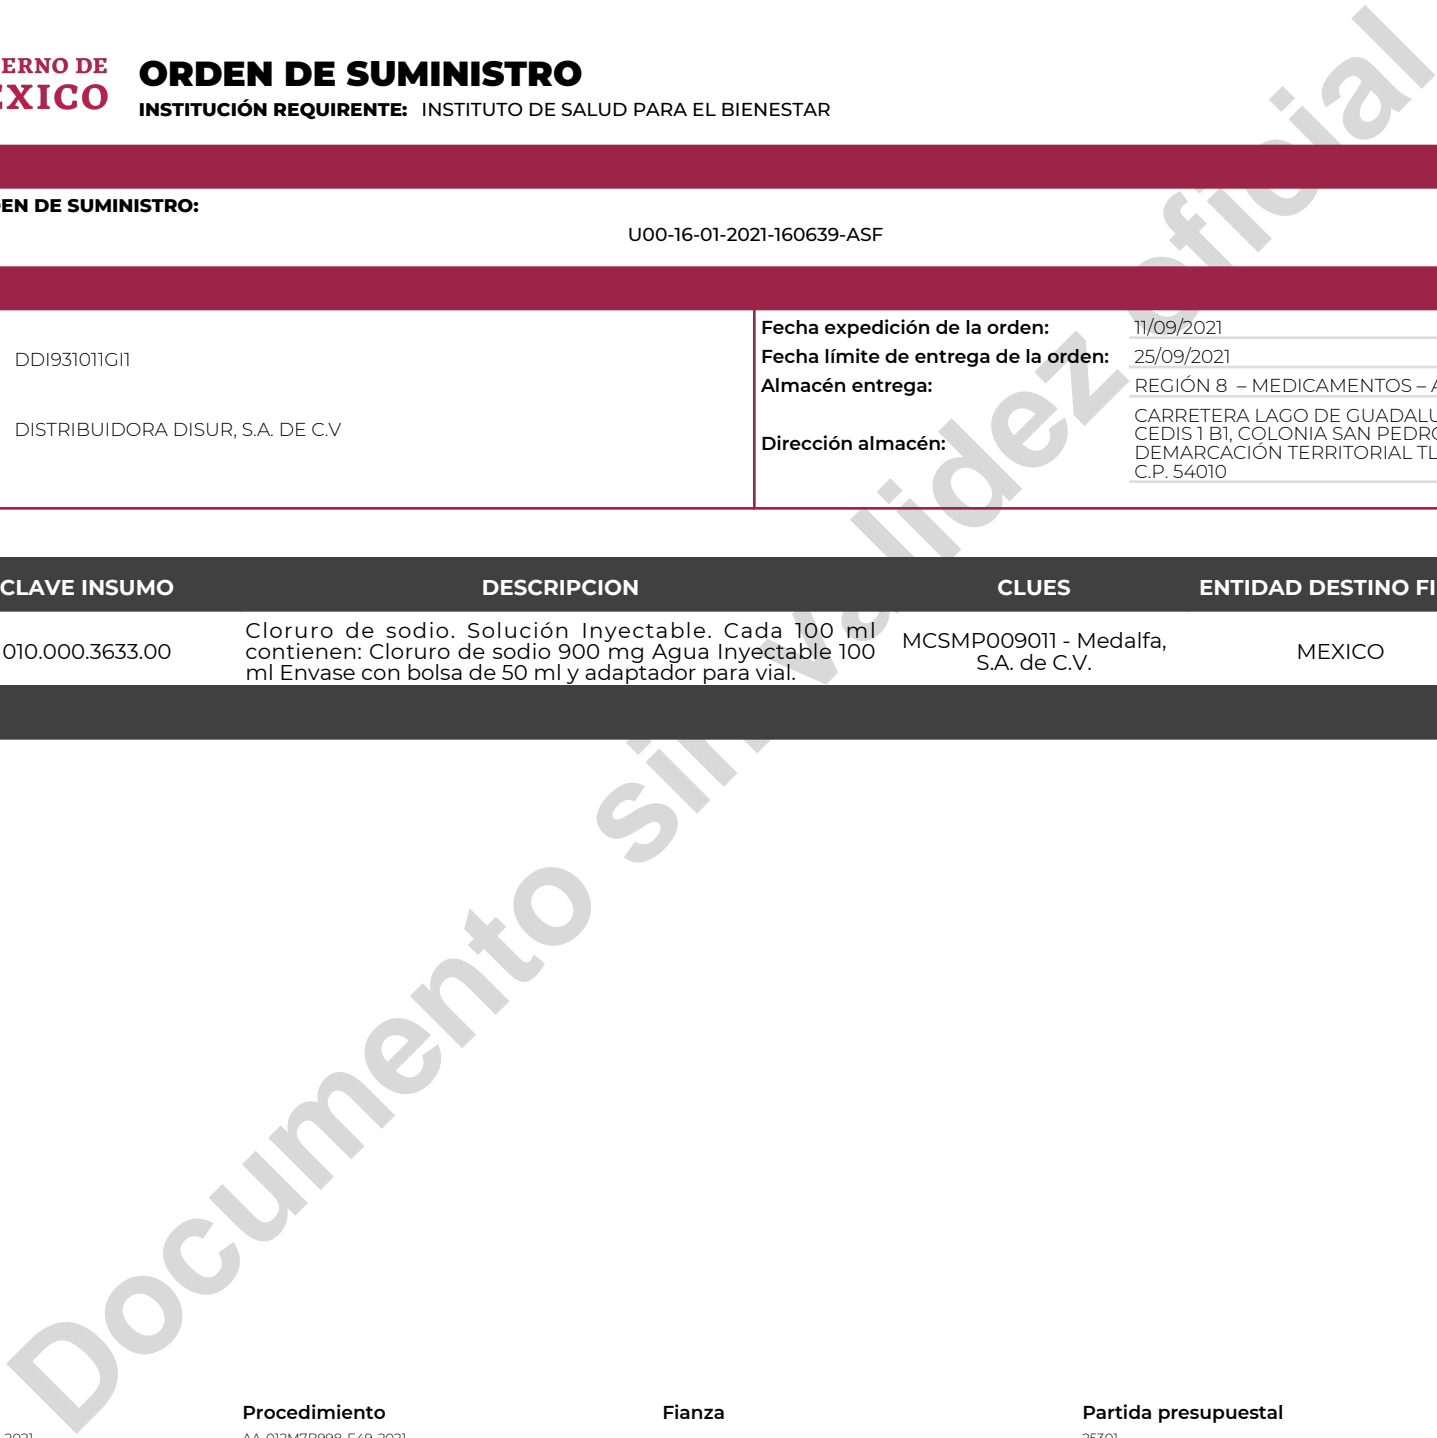 ERNO DE
EXICO
ORDEN DE SUMINISTRO
INSTITUCIÓN REQUIRENTE: INSTITUTO DE SALUD PARA EL BIENESTAR
EN DE SUMINISTRO:
U00-16-01-2021-160639-ASF
DDI931011GI1
DISTRIBUIDORA DISUR, S.A. DE C.V
Fecha expedición de la orden: 11/09/2021
Fecha límite de entrega de la orden: 25/09/2021
Almacén entrega: REGIÓN 8 – MEDICAMENTOS – A
Dirección almacén:
CARRETERA LAGO DE GUADALU
CEDIS 1 B1, COLONIA SAN PEDRO
DEMARCACIÓN TERRITORIAL TL
C.P. 54010
CLAVE INSUMO DESCRIPCION CLUES ENTIDAD DESTINO FI
010.000.3633.00
Cloruro de sodio. Solución Inyectable. Cada 100 ml
contienen: Cloruro de sodio 900 mg Agua Inyectable 100
ml Envase con bolsa de 50 ml y adaptador para vial.
MCSMP009011 - Medalfa,
S.A. de C.V.
MEXICO
Documento sin validez oficial
Procedimiento Fianza Partida presupuestal
2021 AA-012M7B998-E49-2021 25301